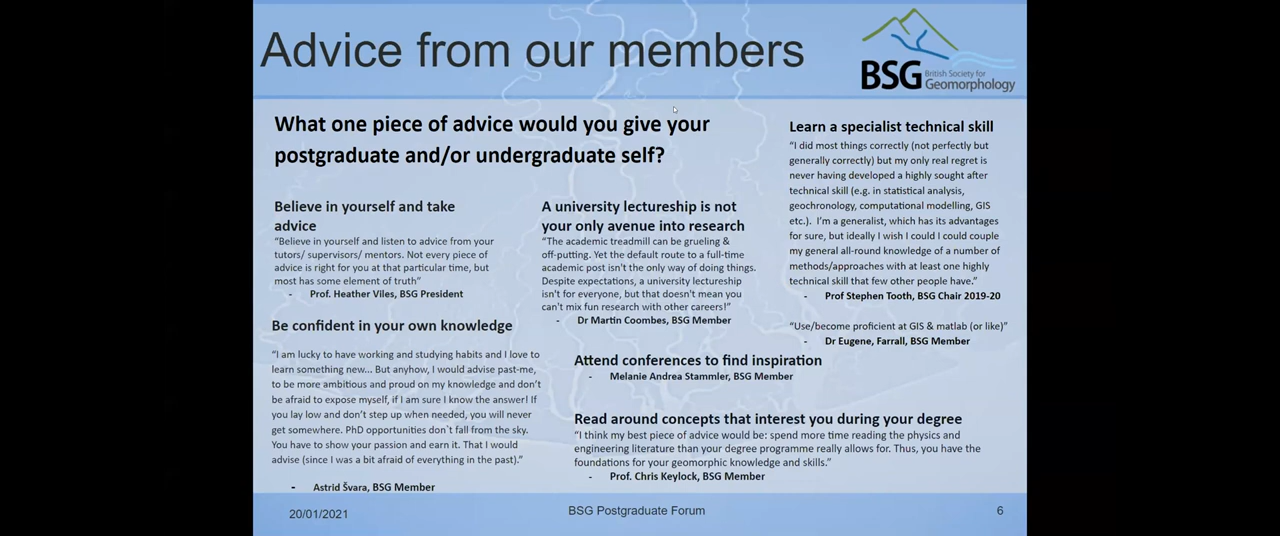 Advice from our members
BSG
British Society for
Geomorphology
What one piece of advice would you give your
postgraduate and/or undergraduate self?
Believe in yourself and take
advice
“Believe in yourself and listen to advice from your
tutors/ supervisors/ mentors. Not every piece of
advice is right for you at that particular time, but
most has some element of truth”
- Prof. Heather Viles, BSG President
Be confident in your own knowledge
“I am lucky to have working and studying habits and I love to
learn something new... But anyhow, I would advise past-me,
to be more ambitious and proud on my knowledge and don’t
be afraid to expose myself, if I am sure I know the answer! If
you lay low and don’t step up when needed, you will never
get somewhere. PhD opportunities don`t fall from the sky.
You have to show your passion and earn it. That I would
advise (since I was a bit afraid of everything in the past).”
- Astrid Švara, BSG Member
A university lectureship is not
your only avenue into research
“The academic treadmill can be grueling &
off-putting. Yet the default route to a full-time
academic post isn't the only way of doing things.
Despite expectations, a university lectureship
isn't for everyone, but that doesn't mean you
can’t mix fun research with other careers!”
- Dr Martin Coombes, BSG Member
Attend conferences to find inspiration
- Melanie Andrea Stammler, BSG Member
Read around concepts that interest you during your degree
“I think my best piece of advice would be: spend more time reading the physics and
engineering literature than your degree programme really allows for. Thus, you have the
foundations for your geomorphic knowledge and skills.”
- Prof. Chris Keylock, BSG Member
Learn a specialist technical skill
“I did most things correctly (not perfectly but
generally correctly) but my only real regret is
never having developed a highly sought after
technical skill (e.g. in statistical analysis,
geochronology, computational modelling, GIS
etc.). I’m a generalist, which has its advantages
for sure, but ideally I wish I could I could couple
my general all-round knowledge of a number of
methods/approaches with at least one highly
technical skill that few other people have.”
- Prof Stephen Tooth, BSG Chair 2019-20
“Use/become proficient at GIS & matlab (or like)”
- Dr Eugene, Farrall, BSG Member
20/01/2021
BSG Postgraduate Forum
6